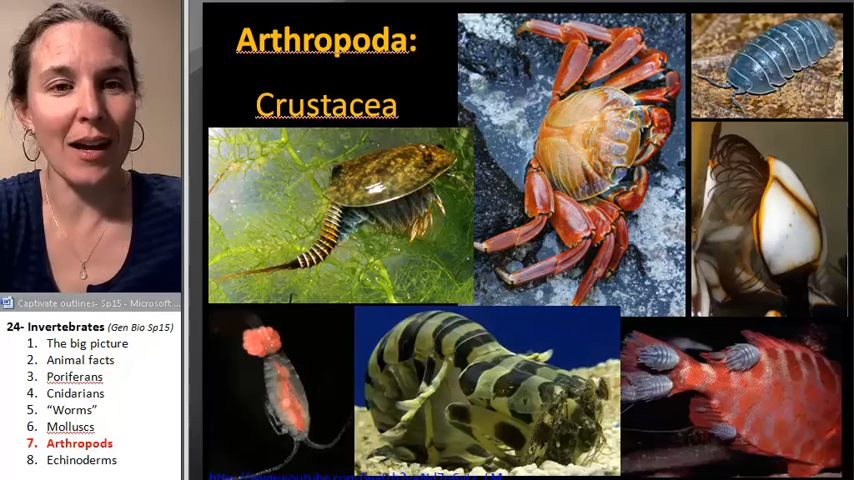 Arthropoda:
Crustacea
Captivate outlines- Sp15 - Microsoft ...
24- Invertebrates (Gen Bio Sp15)
1. The big picture
2. Animal facts
3. Poriferans
4. Cnidarians
5. "Worms"
6. Molluscs
7. Arthropods
8. Echinoderms